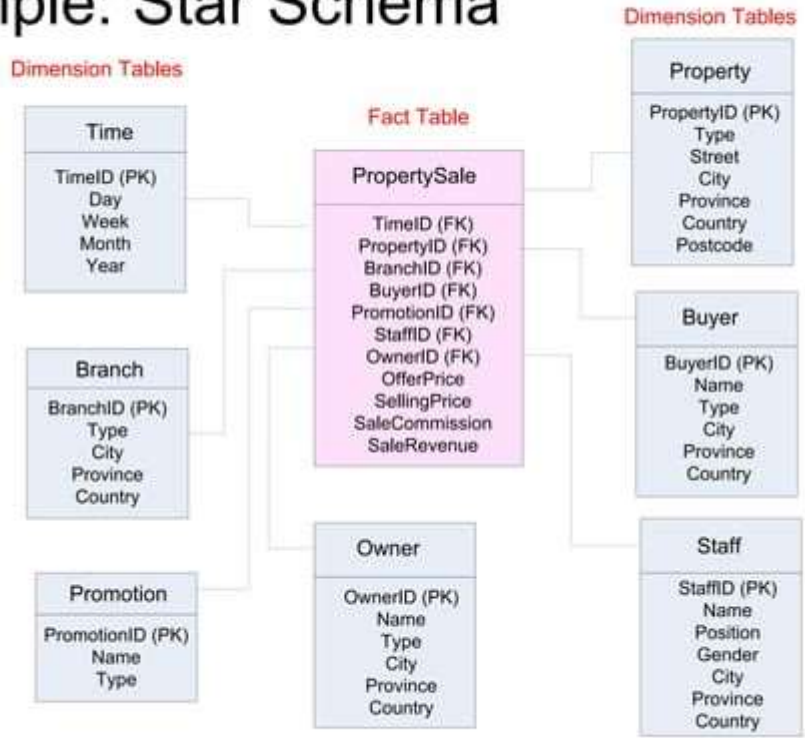 ple: Star Schema
Dimension Tables
Time
TimeID (PK)
Day
Week
Month
Year
Branch
BranchID (PK)
Type
City
Province
Country
Promotion
PromotionID (PK)
Name
Type
Fact Table
PropertySale
TimeID (FK)
PropertyID (FK)
BranchID (FK)
BuyerID (FK)
PromotionID (FK)
StaffID (FK)
OwnerID (FK)
OfferPrice
SellingPrice
SaleCommission
SaleRevenue
Owner
OwnerID (PK)
Name
Type
City
Province
Country
Dimension Tables
Property
PropertyID (PK)
Type
Street
City
Province
Country
Postcode
Buyer
BuyerID (PK)
Name
Type
City
Province
Country
Staff
StaffID (PK)
Name
Position
Gender
City
Province
Country